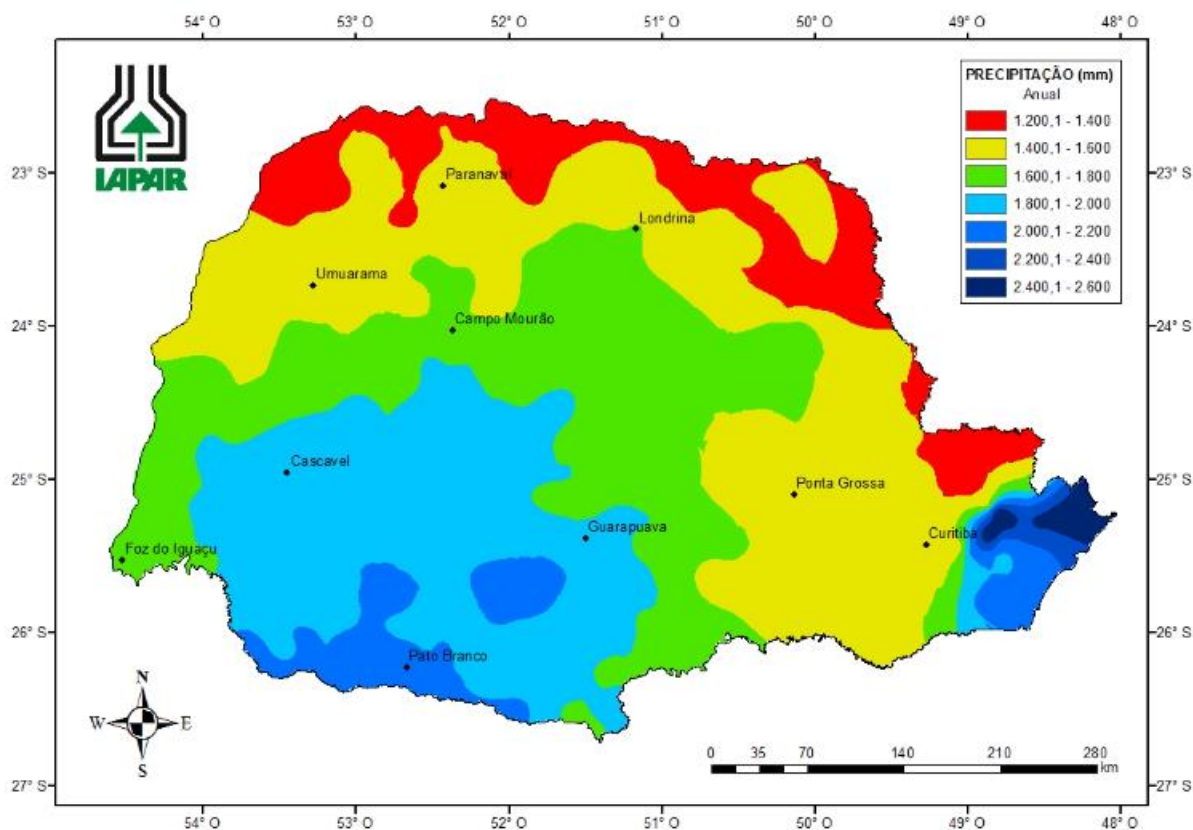 54° O 53° O 52° O 51° O 50° O 49° O 48° O
IAPAR
PRECIPITAÇÃO (mm)
Anual
1.200,1 - 1.400
1.400,1 - 1.600
1.600,1 - 1.800
1.800,1 - 2.000
2.000,1 - 2.200
2.200,1 - 2.400
2.400,1 - 2.600
23° S 23° S
Paranavaí
Londrina
Umuarama
24° S 24° S
Campo Mourão
Cascavel
25° S 25° S
Ponta Grossa
Guarapuava
Curitiba
Foz do Iguaçu
26° S 26° S
Pato Branco
N
W E
S
0 35 70 140 210 280
km
27° S 27° S
54° O 53° O 52° O 51° O 50° O 49° O 48° O